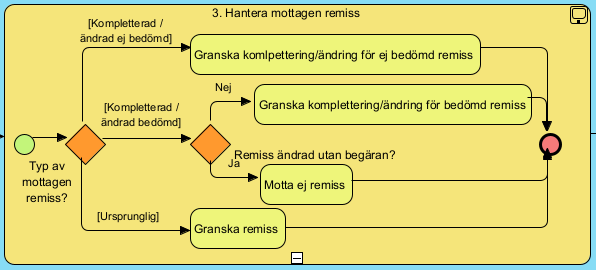 3. Hantera mottagen remiss
[Kompletterad /
ändrad ej bedömd]
Granska komlpettering/ändring för ej bedömd remiss
Nej
[Kompletterad /
ändrad bedömd]
Granska komplettering/ändring för bedömd remiss
Typ av
mottagen
remiss?
Remiss ändrad utan begäran?
Ja
Motta ej remiss
[Ursprunglig]
Granska remiss